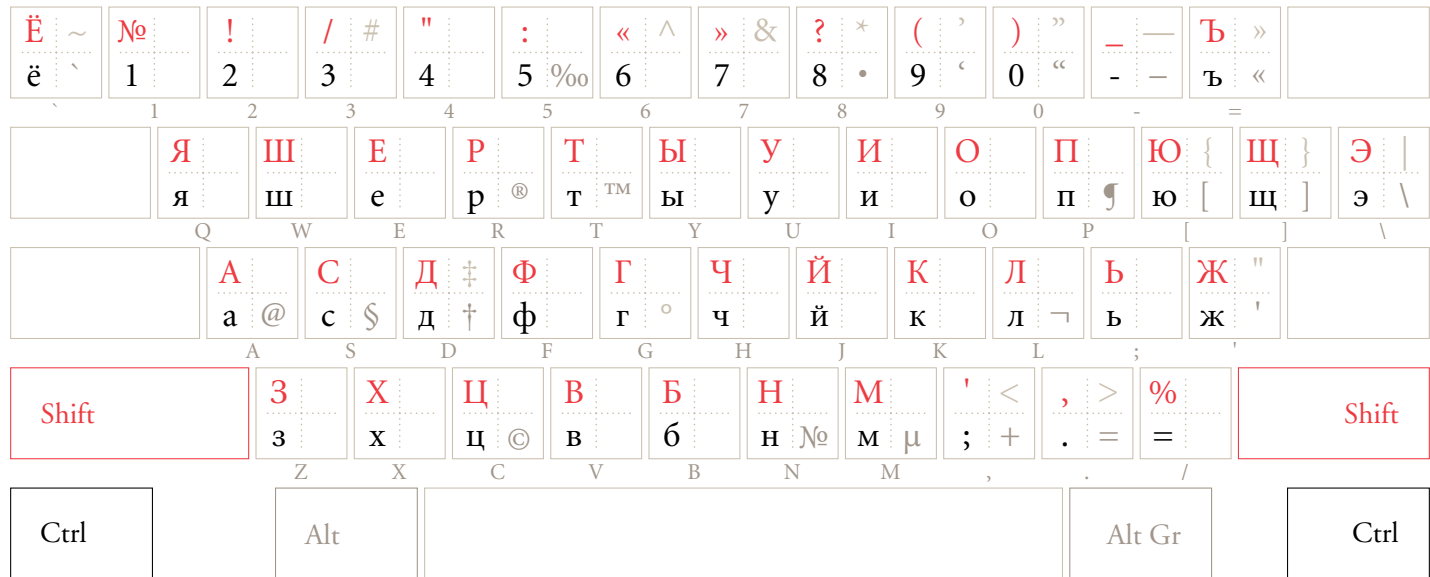 Ё ~ № ! / # " : « ^ » & ? * ( ’ ) ” _ — Ъ »
ё ` 1 2 3 4 5 ‰ 6 7 8 • 9 ‘ 0 “ - – ъ «
` 1 2 3 4 5 6 7 8 9 0 - =
Я Ш Е Р Т Ы У И О П Ю { Щ } Э |
я ш е р ® т ™ ы у и о п ¶ ю [ щ ] э \
Q W E R T Y U I O P [ ] \
А С Д ‡ Ф Г Ч Й К Л Ь Ж "
а @ с § д † ф г ° ч й к л ¬ ь ж '
A S D F G H J K L ; '
Shift З Х Ц В Б Н М ' < , > % Shift
з х ц © в б н № м µ ; + . = =
Z X C V B N M , . /
Ctrl Alt Alt Gr Ctrl